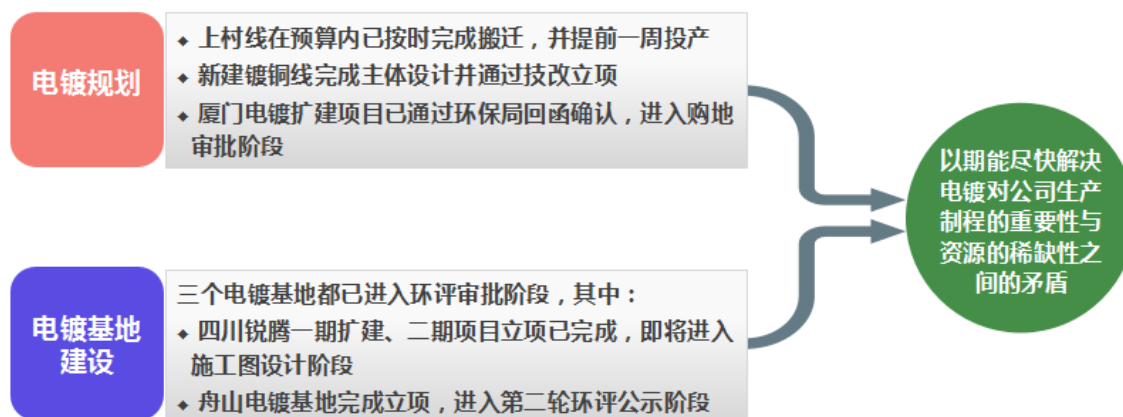 电镀规划
◆ 上村线在预算内已按时完成搬迁，并提前一周投产
◆ 新建镀铜线完成主体设计并通过技改立项
◆ 厦门电镀扩建项目已通过环保局回函确认，进入购地
审批阶段
电镀基地
建设
三个电镀基地都已进入环评审批阶段，其中：
◆ 四川锐腾一期扩建、二期项目立项已完成，即将进入
施工图设计阶段
◆ 舟山电镀基地完成立项，进入第二轮环评公示阶段
以期能尽快解决
电镀对公司生产
制程的重要性与
资源的稀缺性之
间的矛盾